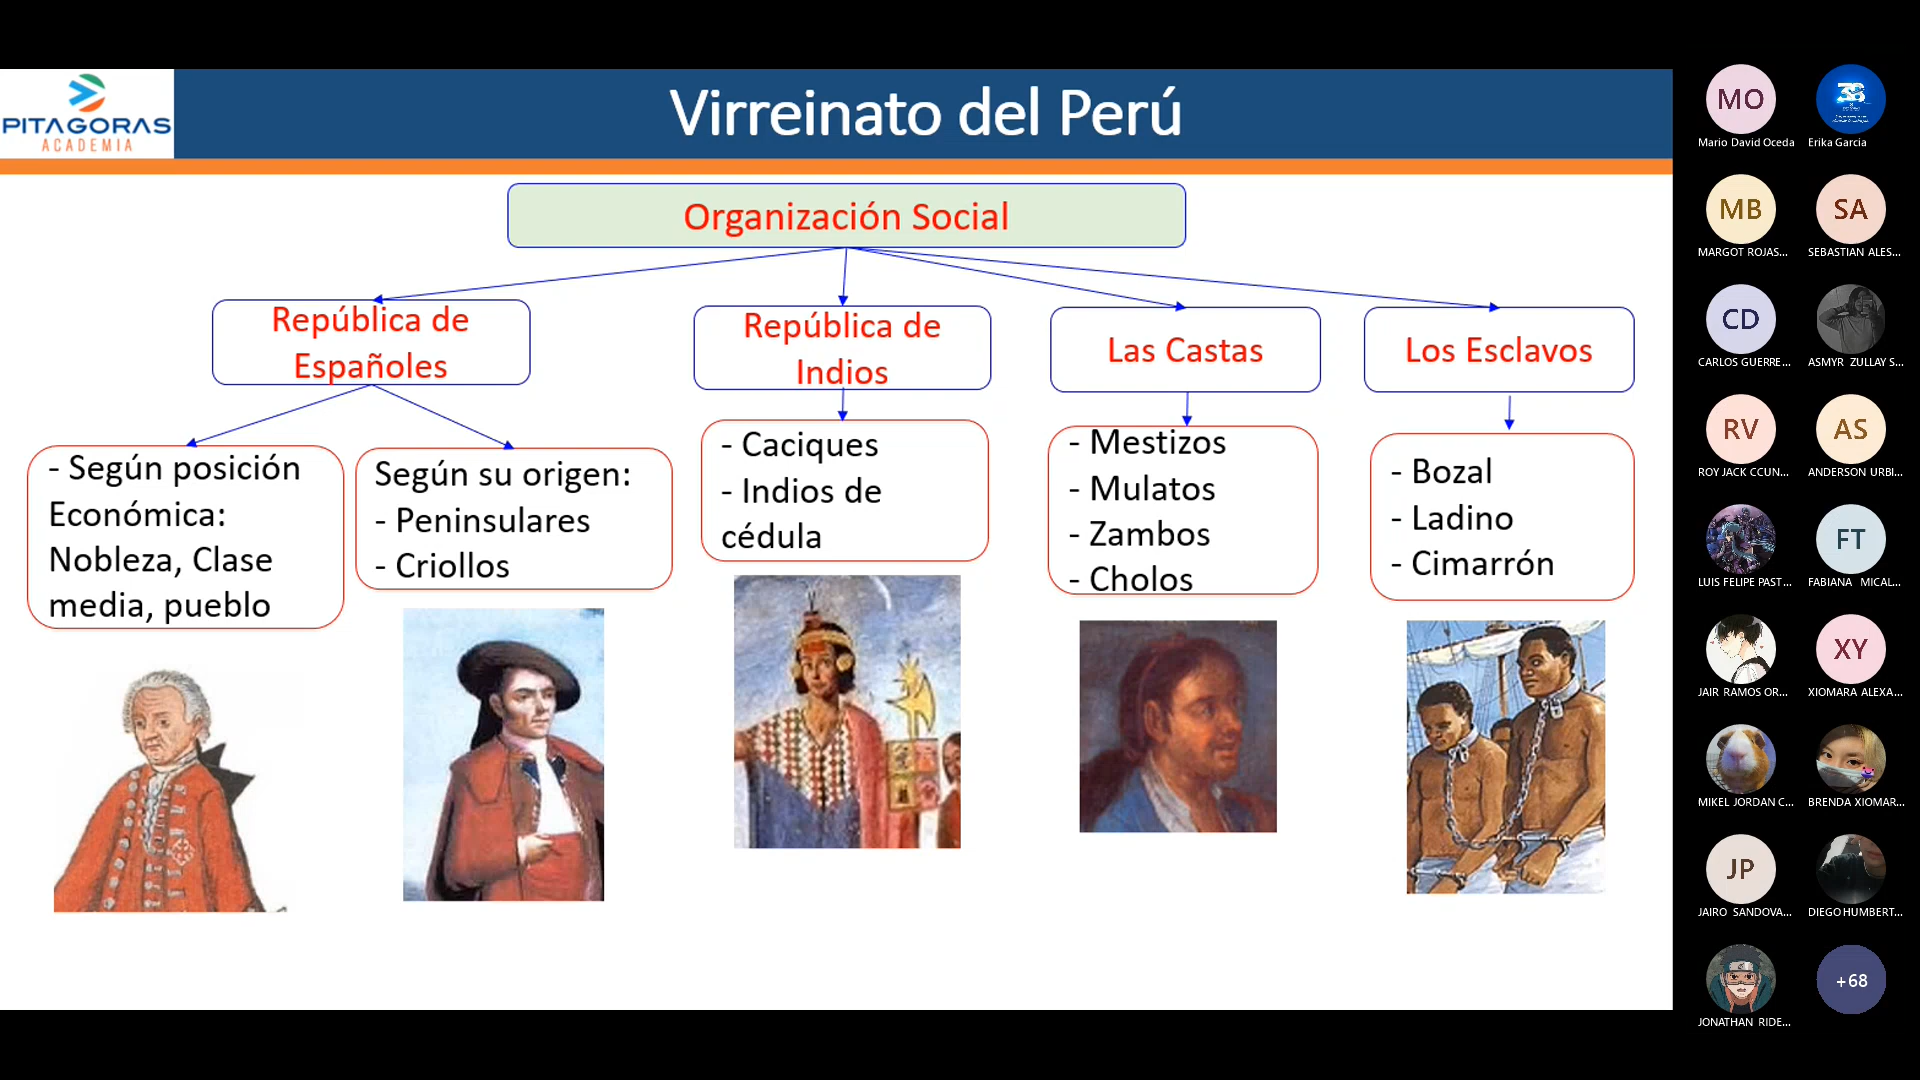 PITAGORAS
ACADEMIA
Virreinato del Perú
Organización Social
República de
Españoles
República de
Indios
Las Castas
Los Esclavos
- Según posición
Económica:
Nobleza, Clase
media, pueblo
Según su origen:
- Peninsulares
- Criollos
- Caciques
- Indios de
cédula
- Mestizos
- Mulatos
- Zambos
- Cholos
- Bozal
- Ladino
- Cimarrón
MO
Mario David Oceda
38
Erika Garcia
MB
MARGOT ROJAS...
SA
SEBASTIAN ALES...
CD
CARLOS GUERRE...
ASMYR ZULLAY S...
RV
ROY JACK CCUN...
AS
ANDERSON URBI...
LUIS FELIPE PAST...
FT
FABIANA MICAL...
JAIR RAMOS OR...
XY
XIOMARA ALEXA...
MIKEL JORDAN C...
BRENDA XIOMAR...
JP
JAIRO SANDOVA...
DIEGO HUMBERT...
JONATHAN RIDE...
+68